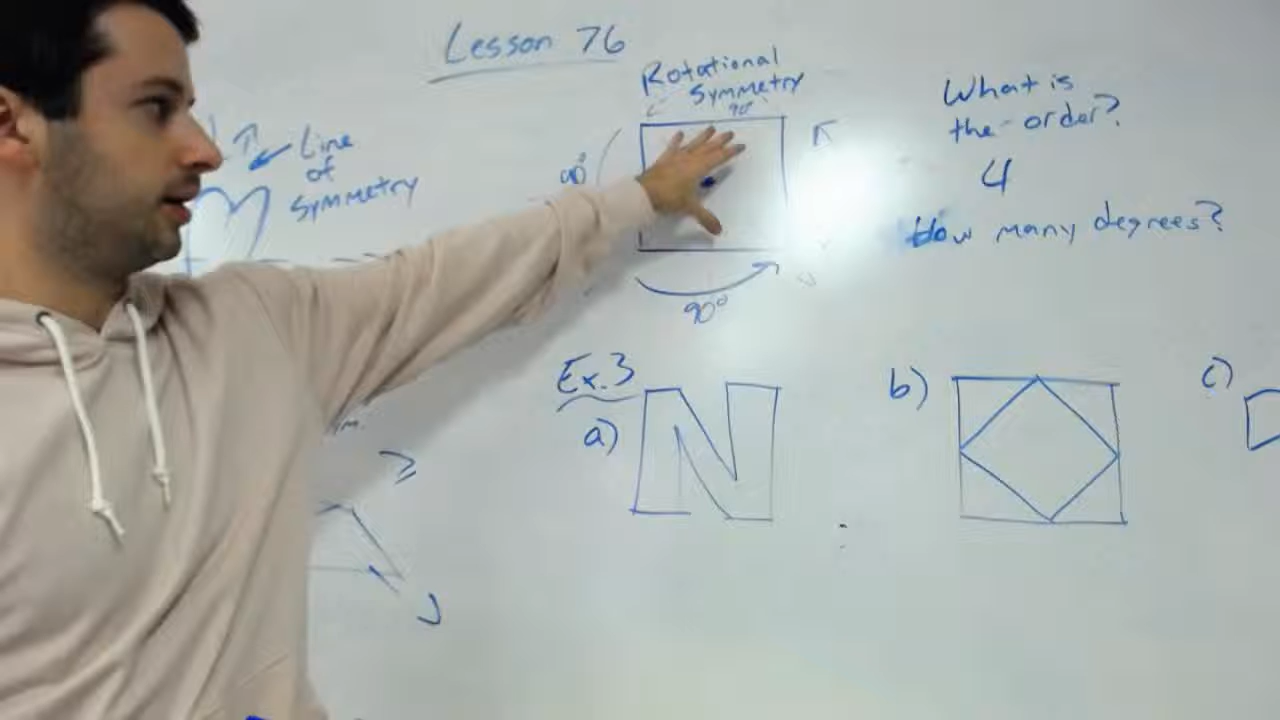 Lesson 76
Line
of
Symmetry
Rotational
Symmetry
90°
90°
90°
What is
the order?
4
How many degrees?
Ex. 3
a)
N
b)
c)